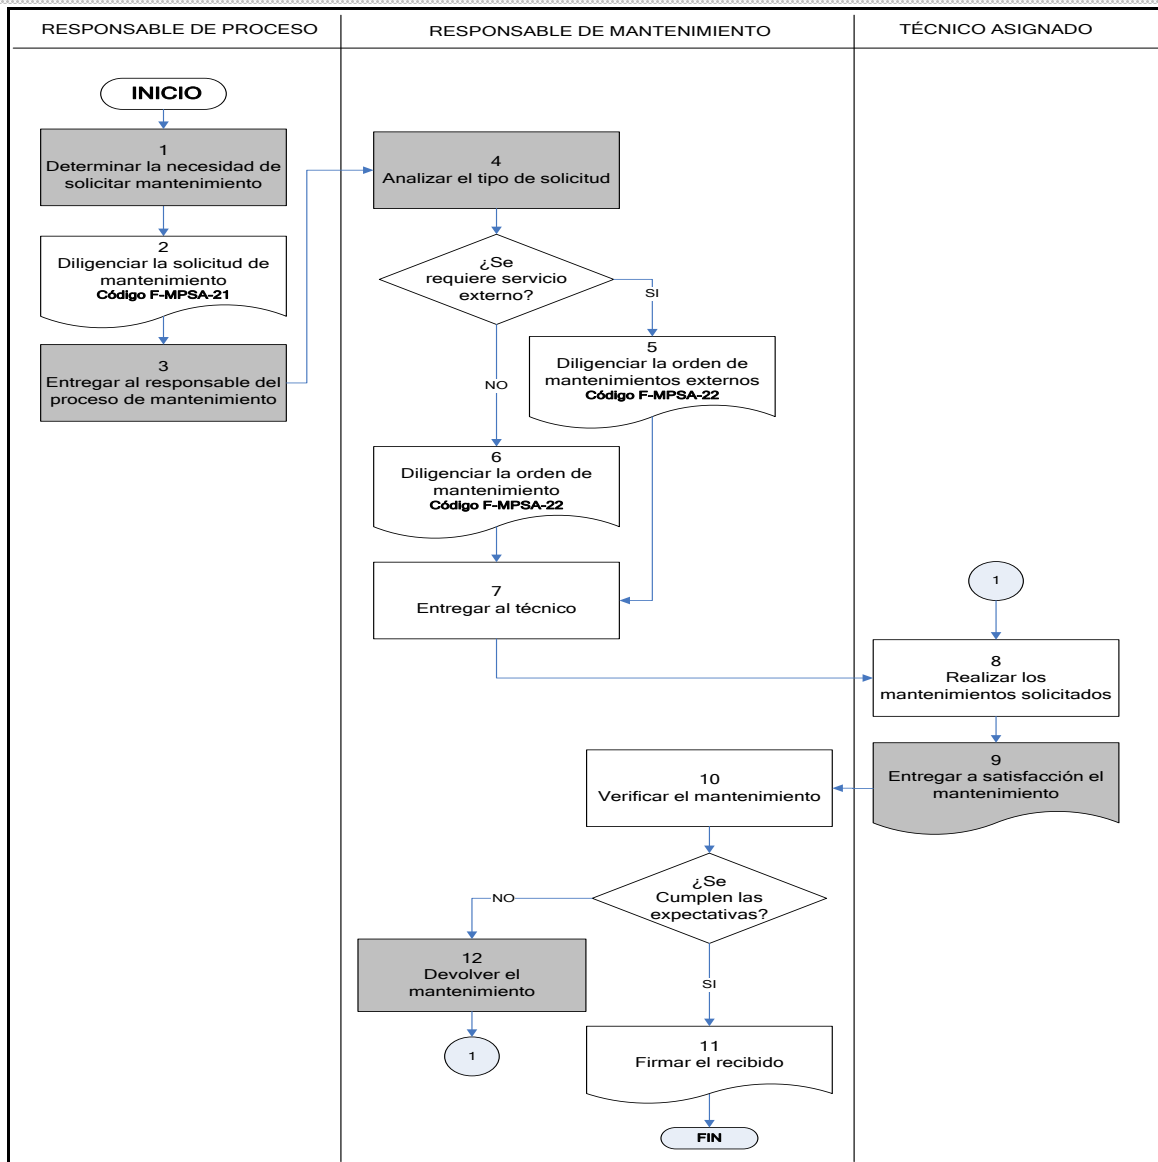 RESPONSABLE DE PROCESO
RESPONSABLE DE MANTENIMIENTO
TÉCNICO ASIGNADO
INICIO
1
Determinar la necesidad de
solicitar mantenimiento
2
Diligenciar la solicitud de
mantenimiento
Código F-MPSA-21
3
Entregar al responsable del
proceso de mantenimiento
4
Analizar el tipo de solicitud
¿Se
requiere servicio
externo?
SI
NO
5
Diligenciar la orden de
mantenimientos externos
Código F-MPSA-22
6
Diligenciar la orden de
mantenimiento
Código F-MPSA-22
7
Entregar al técnico
1
8
Realizar los
mantenimientos solicitados
9
Entregar a satisfacción el
mantenimiento
10
Verificar el mantenimiento
¿Se
Cumplen las
expectativas?
NO
SI
12
Devolver el
mantenimiento
1
11
Firmar el recibido
FIN